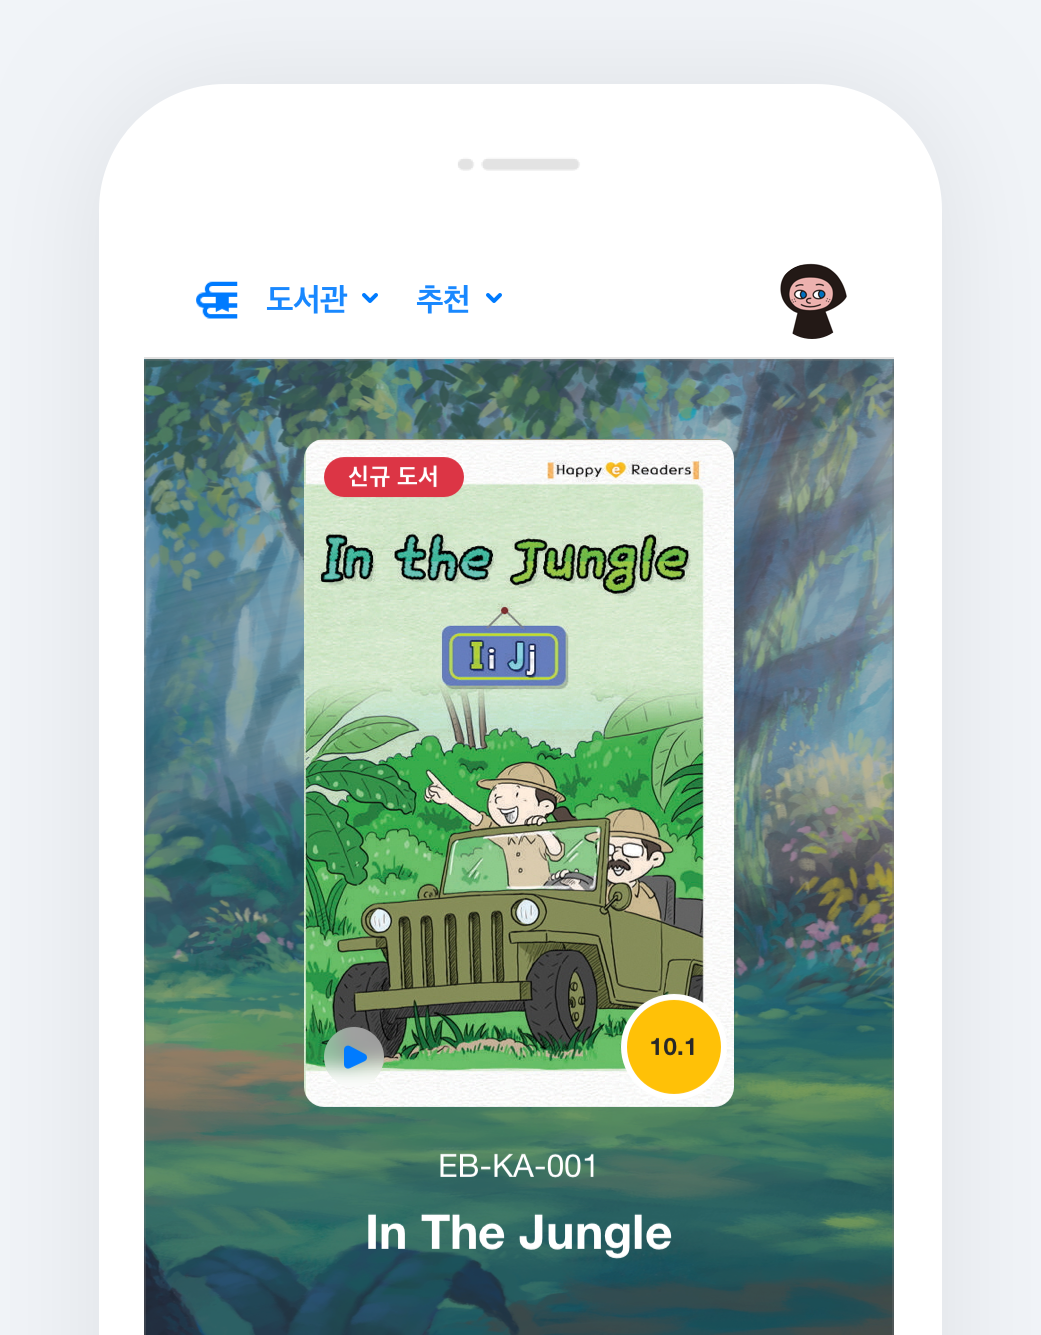 도서관 추천
신규 도서
Happy e Readers
In the Jungle
Ii Jj
10.1
EB-KA-001
In The Jungle